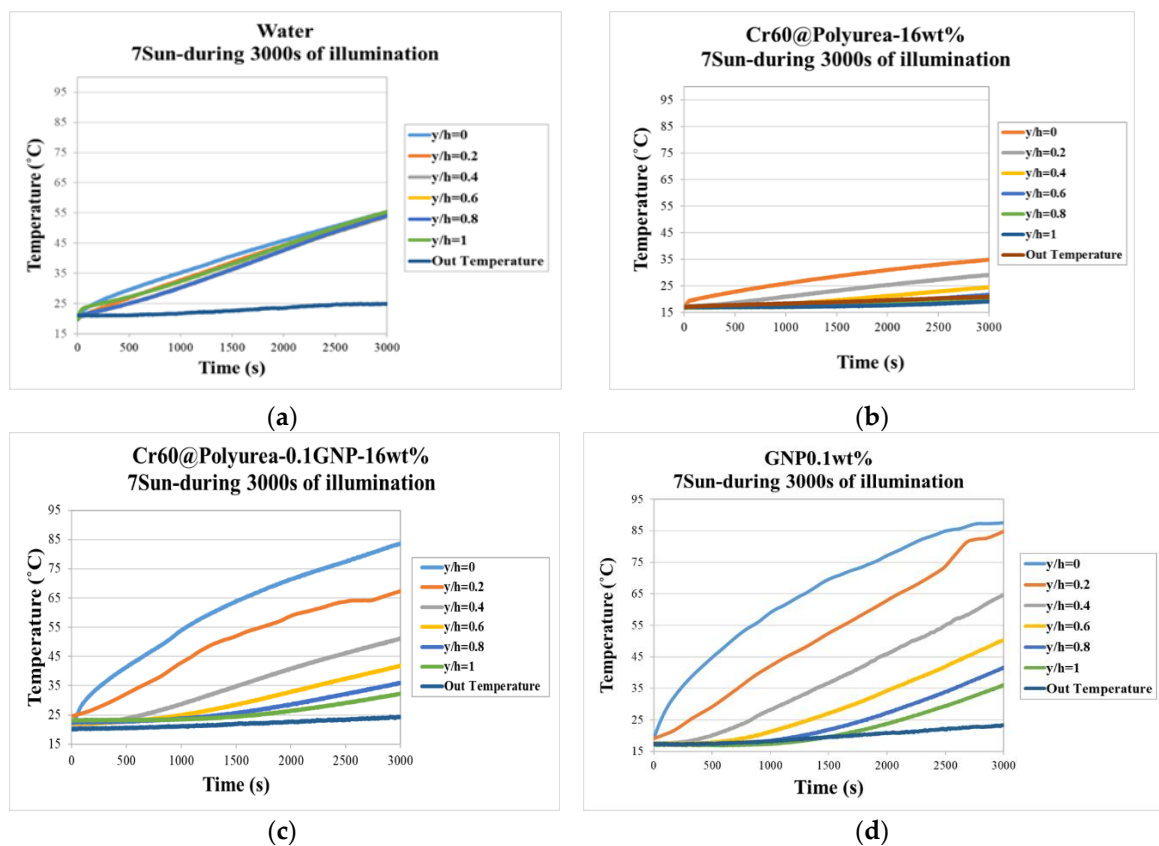 Water
7Sun-during 3000s of illumination
95
85
75
65
55
45
35
25
15
Temperature (˚C)
0 500 1000 1500 2000 2500 3000
Time (s)
y/h=0
y/h=0.2
y/h=0.4
y/h=0.6
y/h=0.8
y/h=1
Out Temperature
(a)
Cr60@Polyurea-16wt%
7Sun-during 3000s of illumination
95
85
75
65
55
45
35
25
15
Temperature (˚C)
0 500 1000 1500 2000 2500 3000
Time (s)
y/h=0
y/h=0.2
y/h=0.4
y/h=0.6
y/h=0.8
y/h=1
Out Temperature
(b)
Cr60@Polyurea-0.1GNP-16wt%
7Sun-during 3000s of illumination
95
85
75
65
55
45
35
25
15
Temperature (˚C)
0 500 1000 1500 2000 2500 3000
Time (s)
y/h=0
y/h=0.2
y/h=0.4
y/h=0.6
y/h=0.8
y/h=1
Out Temperature
(c)
GNP0.1wt%
7Sun-during 3000s of illumination
95
85
75
65
55
45
35
25
15
Temperature (˚C)
0 500 1000 1500 2000 2500 3000
Time (s)
y/h=0
y/h=0.2
y/h=0.4
y/h=0.6
y/h=0.8
y/h=1
Out Temperature
(d)